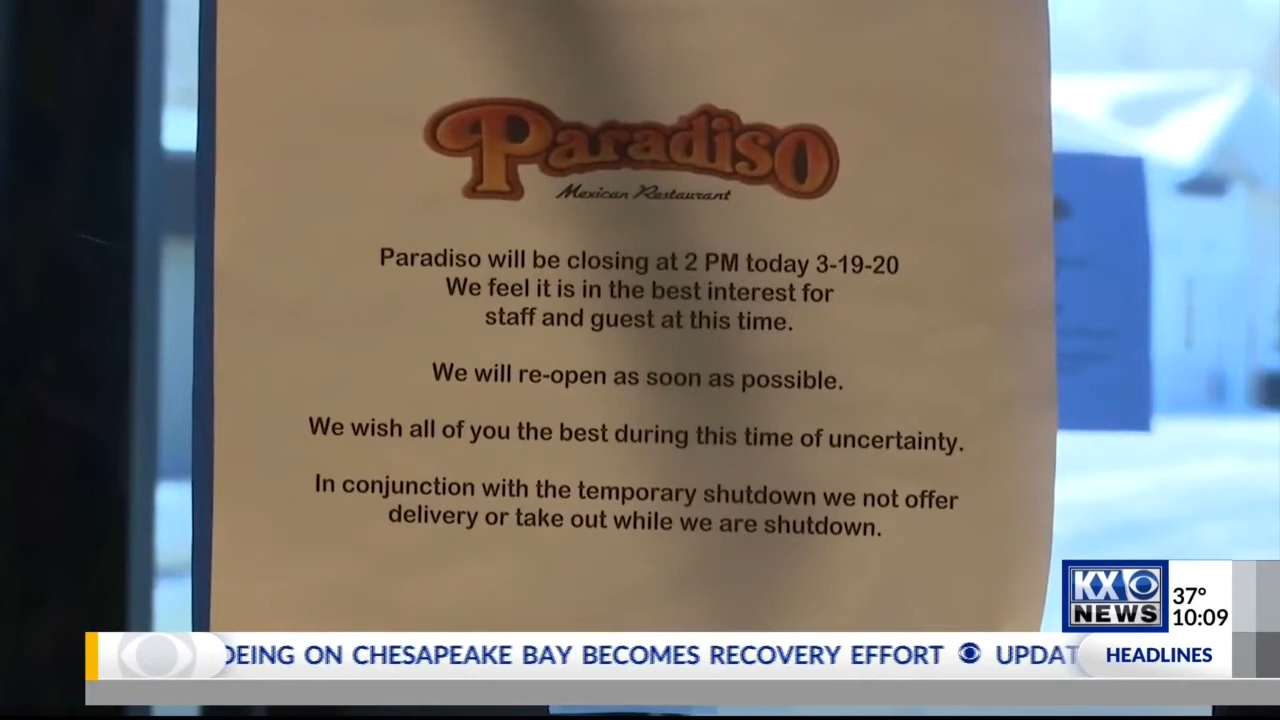 Paradiso
Mexican Restaurant
Paradiso will be closing at 2 PM today 3-19-20
We feel it is in the best interest for
staff and guest at this time.
We will re-open as soon as possible.
We wish all of you the best during this time of uncertainty.
In conjunction with the temporary shutdown we not offer
delivery or take out while we are shutdown.
KX
NEWS
37°
10:09
ON CHESAPEAKE BAY BECOMES RECOVERY EFFORT
HEADLINES